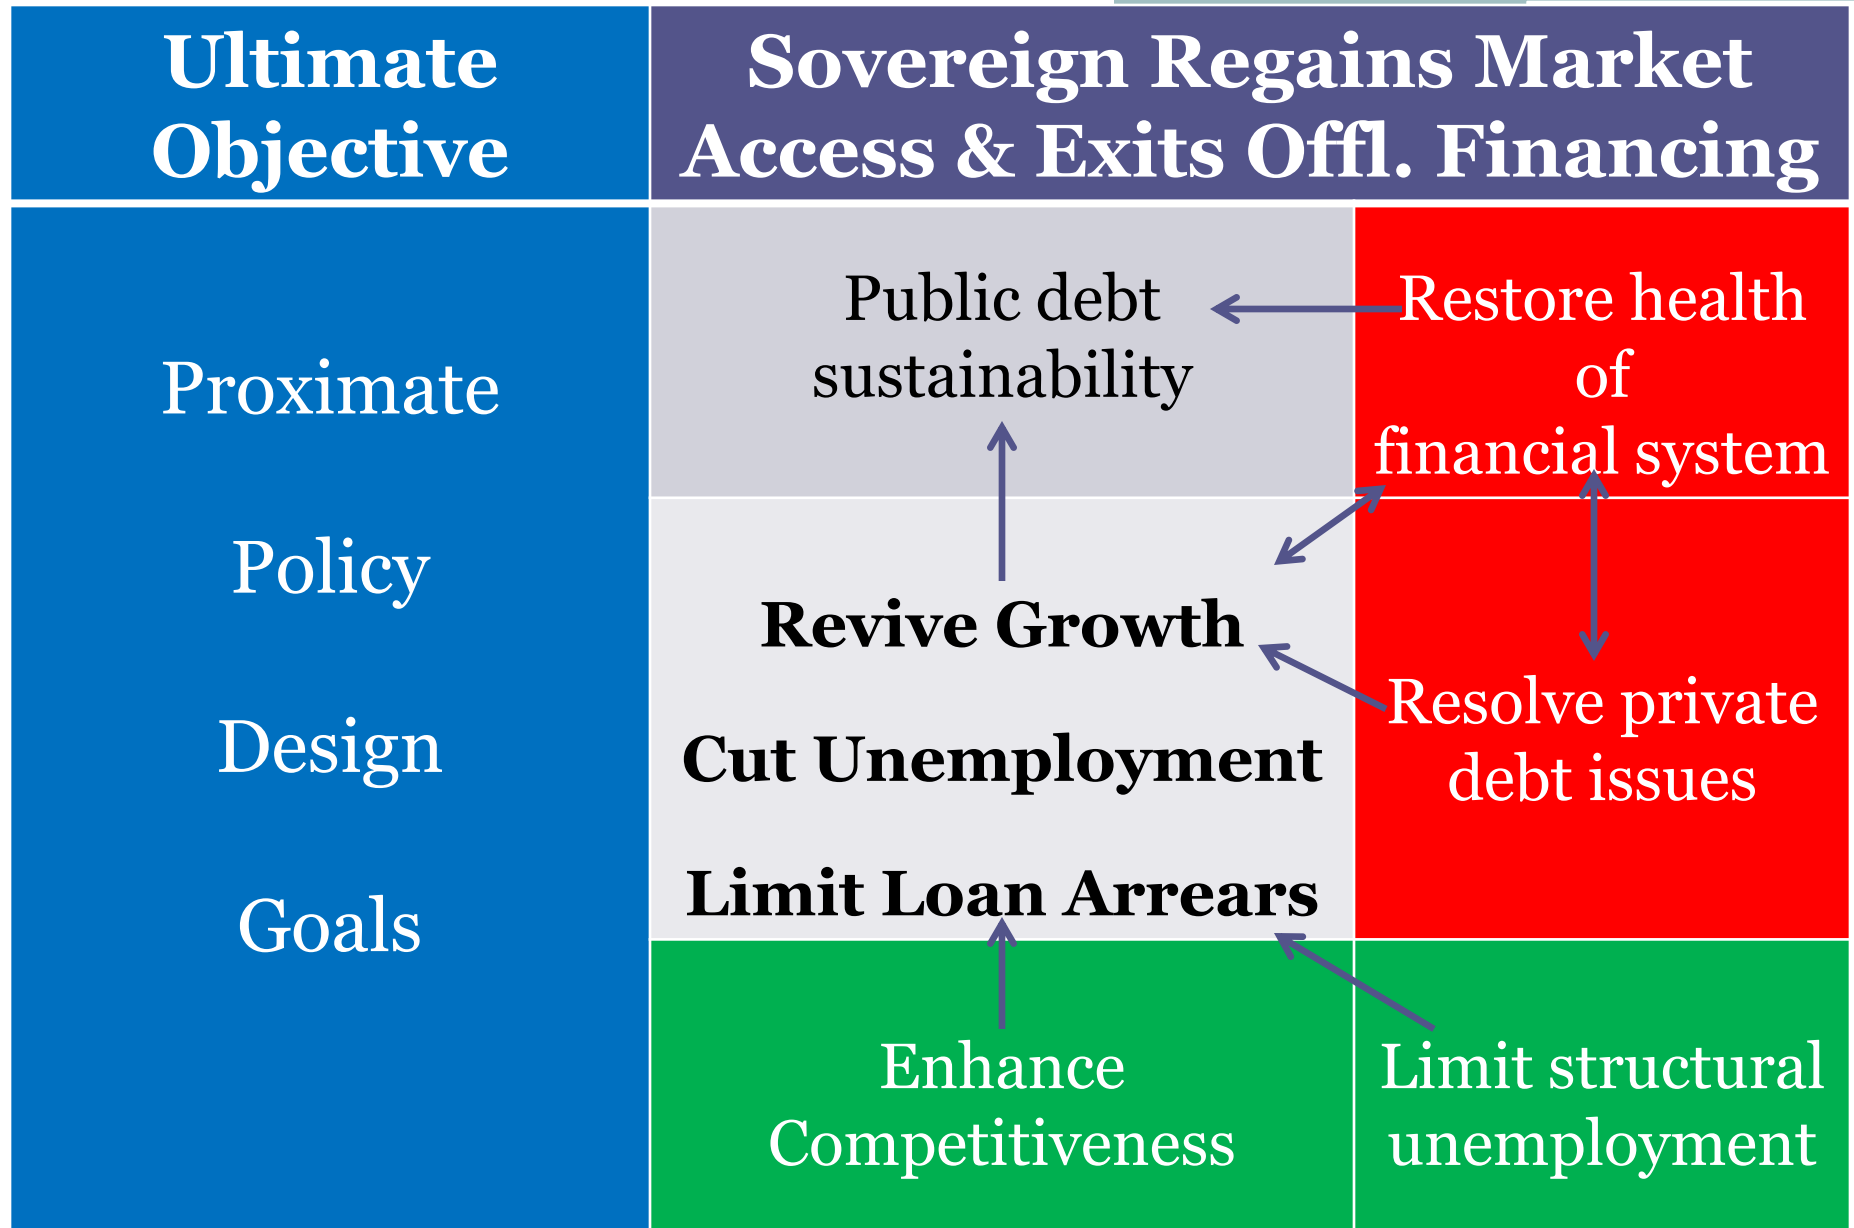 Ultimate
Objective
Sovereign Regains Market
Access & Exits Offl. Financing
Proximate
Policy
Design
Goals
Public debt
sustainability
Restore health
of
financial system
Revive Growth
Cut Unemployment
Limit Loan Arrears
Resolve private
debt issues
Enhance
Competitiveness
Limit structural
unemployment